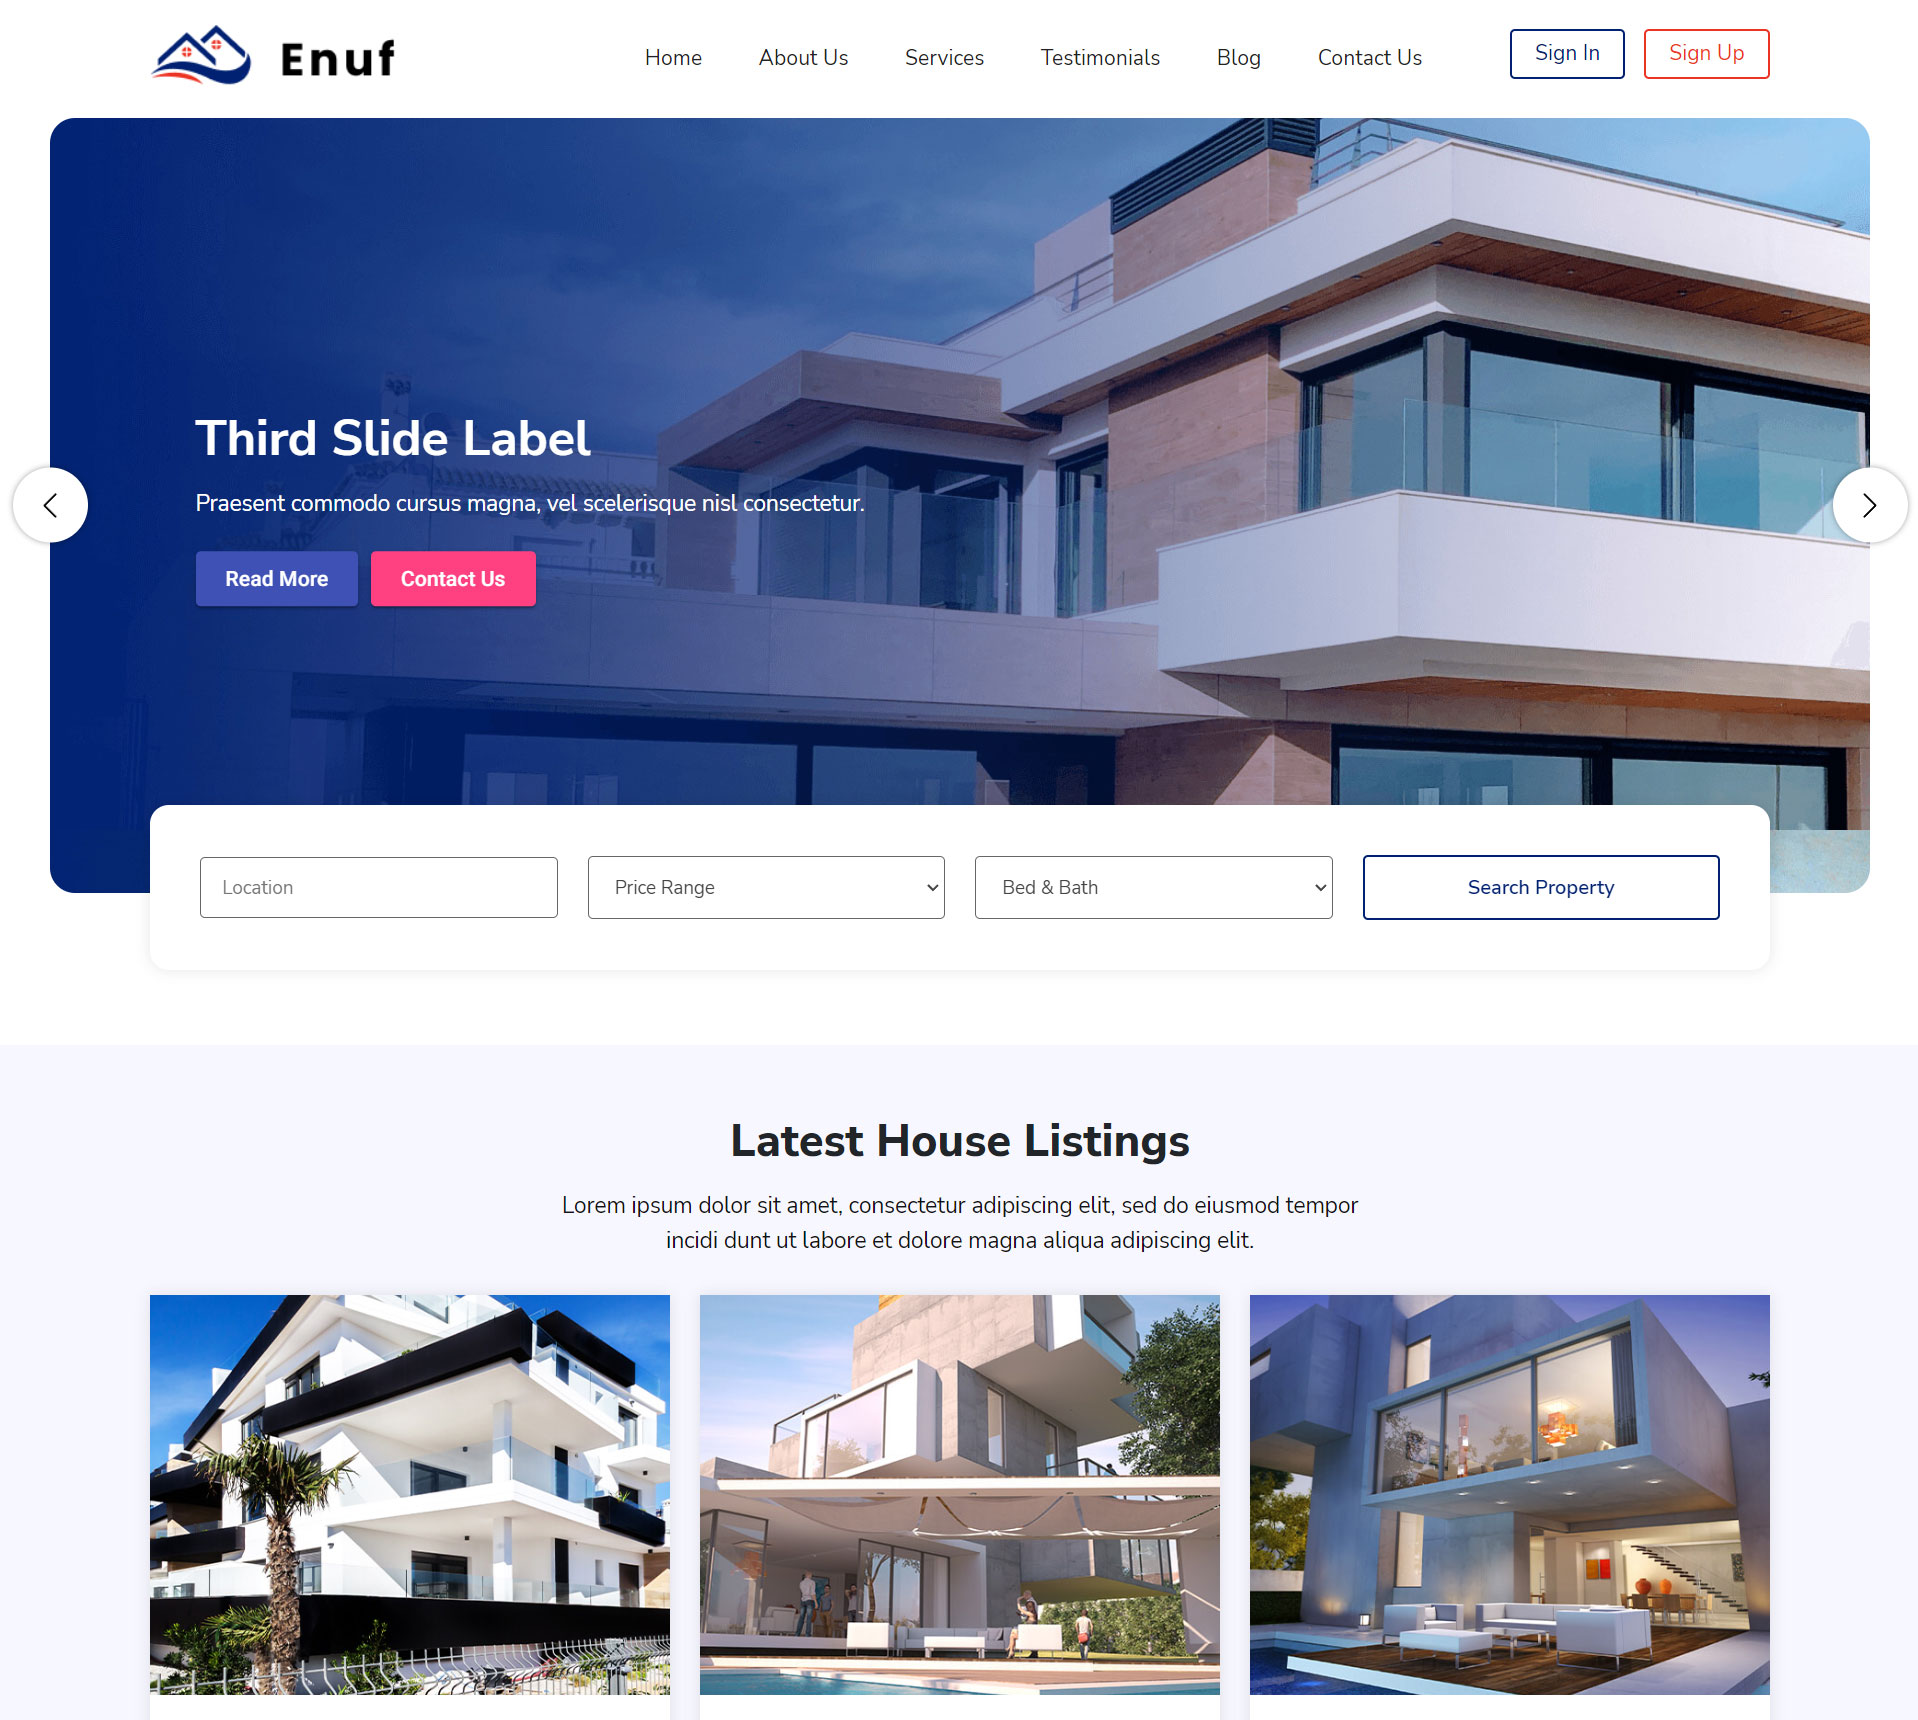 Enuf
Home About Us Services Testimonials Blog Contact Us
Sign In Sign Up
Third Slide Label
Praesent commodo cursus magna, vel scelerisque nisl consectetur.
Read More Contact Us
Location Price Range Bed & Bath Search Property
Latest House Listings
Lorem ipsum dolor sit amet, consectetur adipiscing elit, sed do eiusmod tempor
incidi dunt ut labore et dolore magna aliqua adipiscing elit.